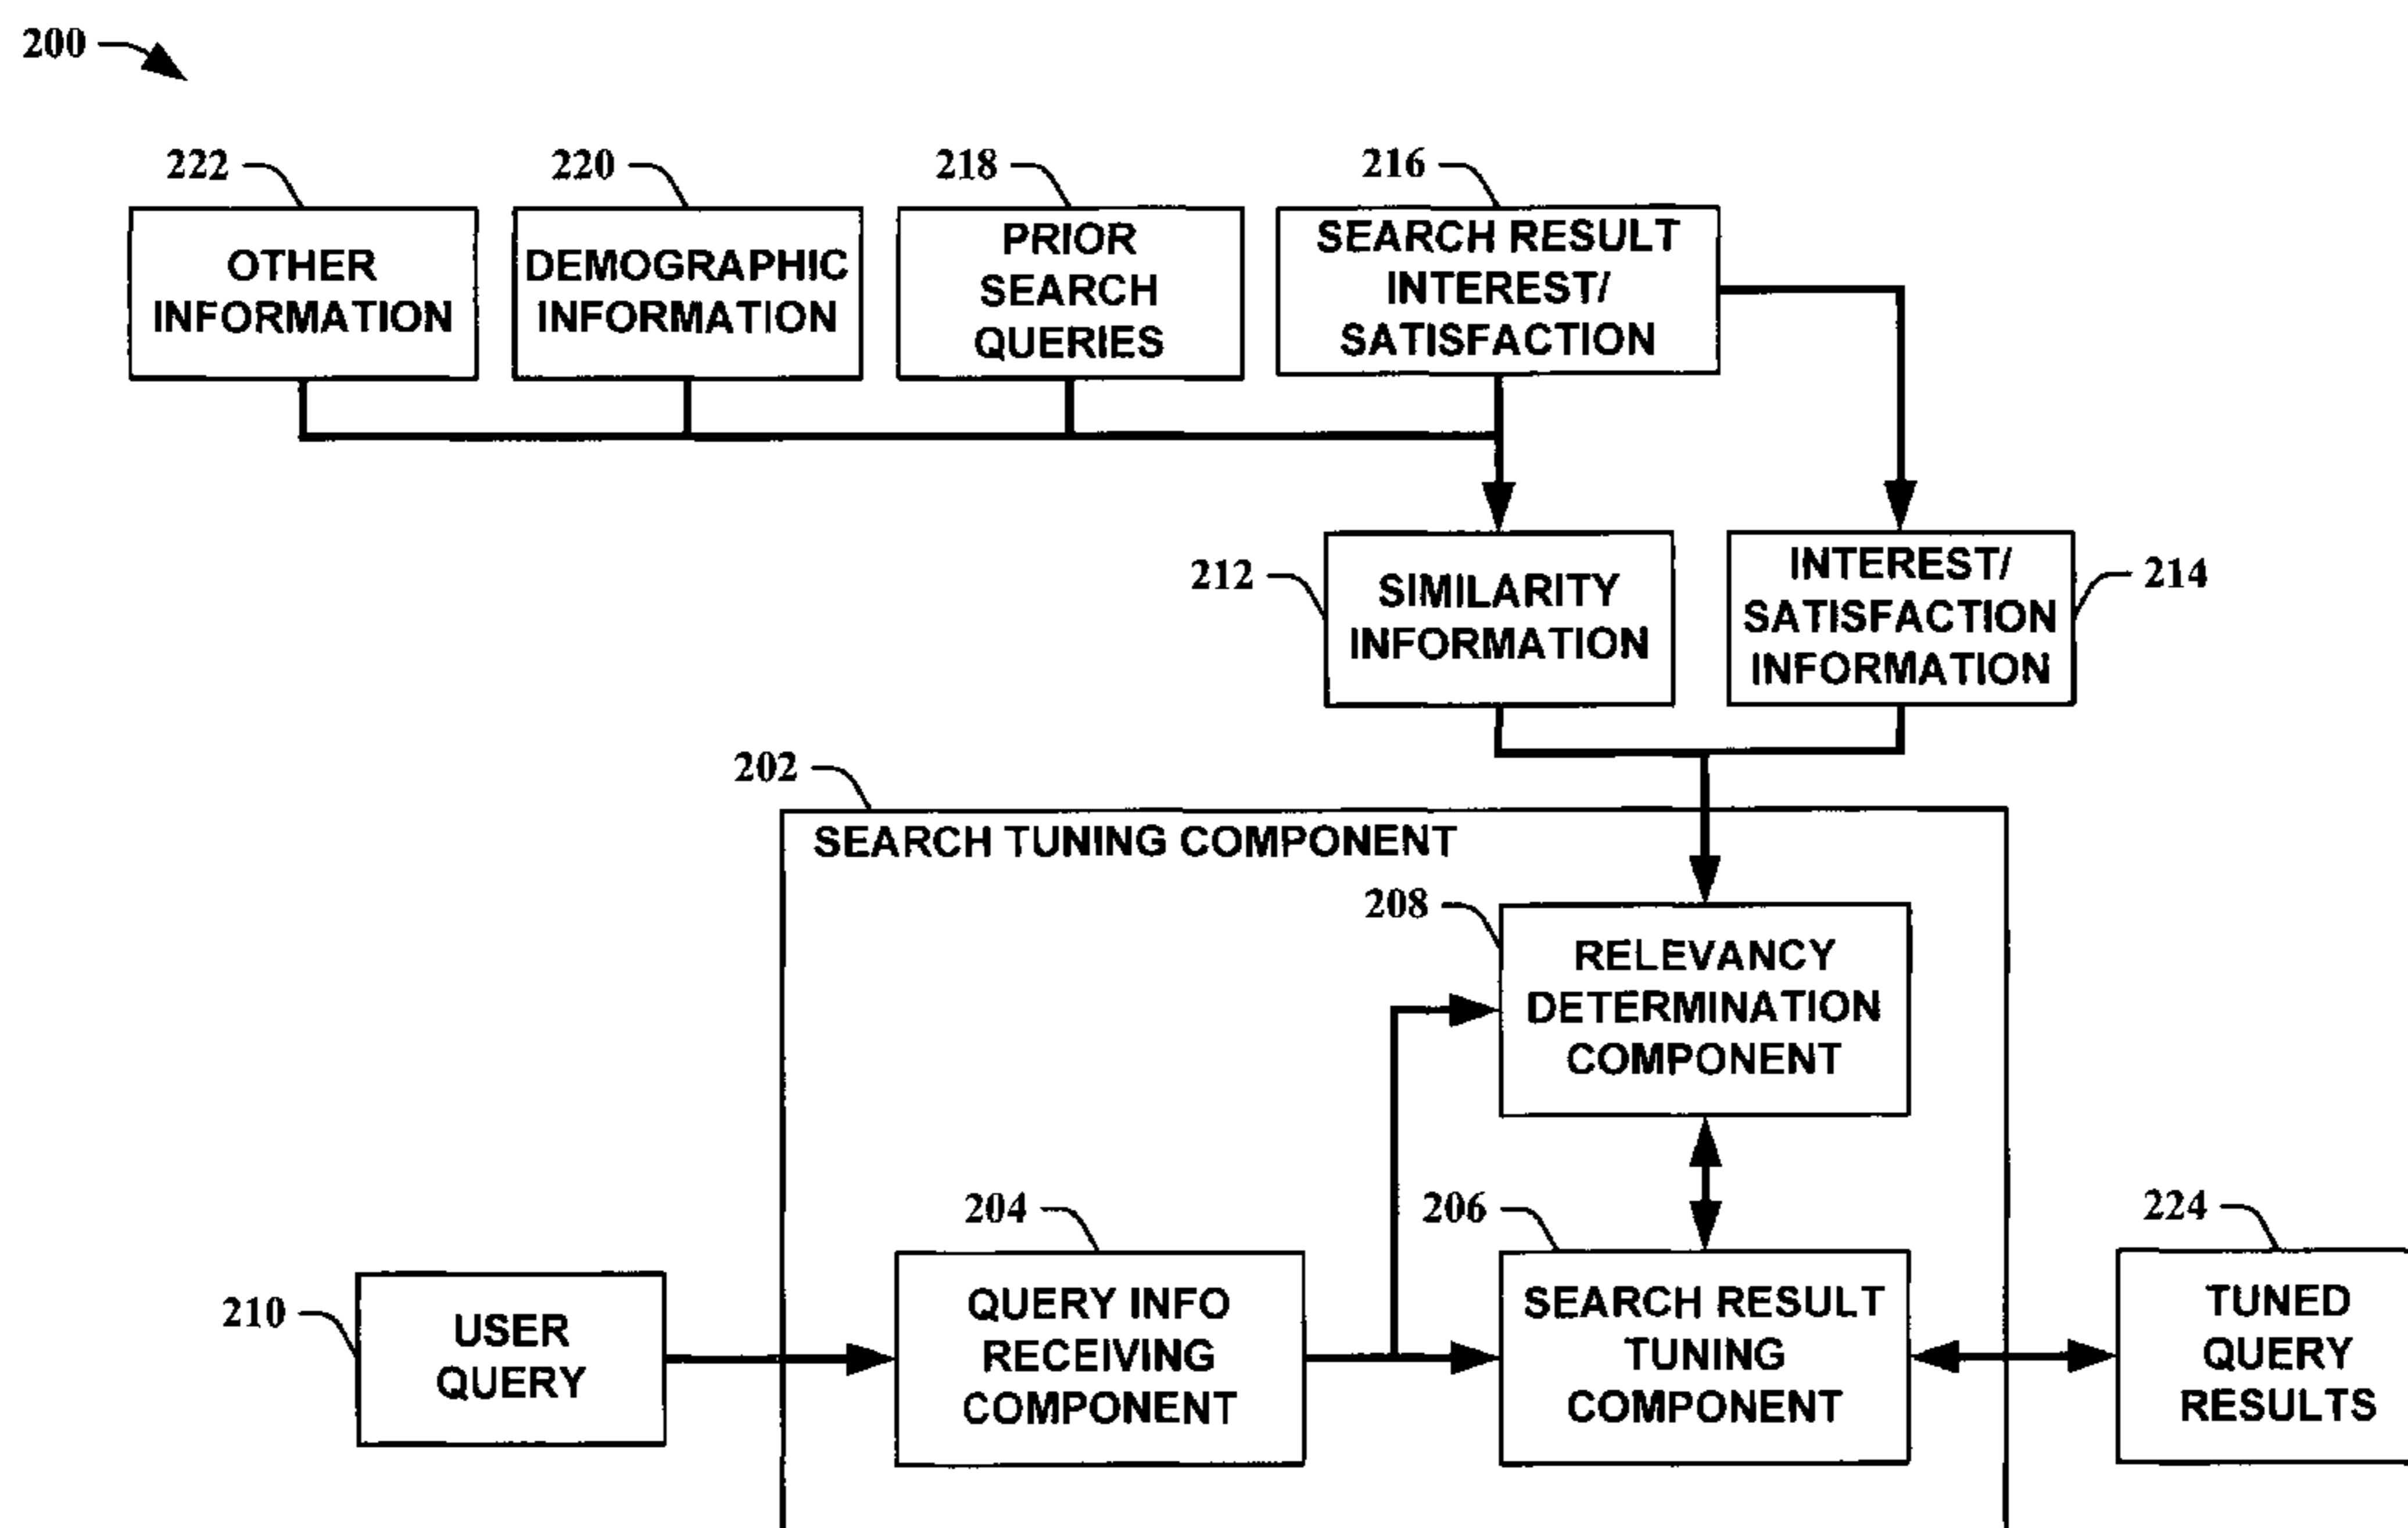 200
222
220
218
216
OTHER
INFORMATION
DEMOGRAPHIC
INFORMATION
PRIOR
SEARCH
QUERIES
SEARCH RESULT
INTEREST/
SATISFACTION
212
SIMILARITY
INFORMATION
INTEREST/
SATISFACTION
INFORMATION
214
202
SEARCH TUNING COMPONENT
208
RELEVANCY
DETERMINATION
COMPONENT
204
206
224
210
USER
QUERY
QUERY INFO
RECEIVING
COMPONENT
SEARCH RESULT
TUNING
COMPONENT
TUNED
QUERY
RESULTS